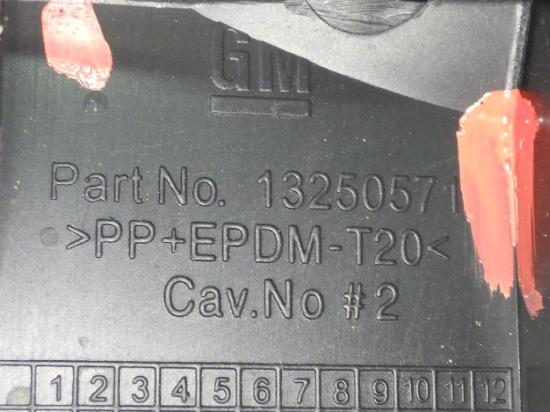 GM
Part No. 13250571
>PP+EPDM-T20<
Cav.No #2
1 2 3 4 5 6 7 8 9 10 11 12